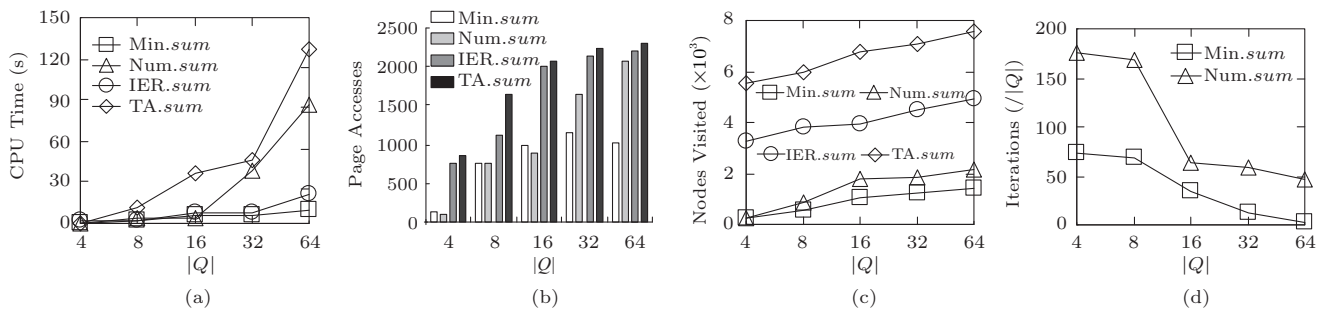 CPU Time (s)
150
120
90
60
30
0
Min.sum
Num.sum
IER.sum
TA.sum
4 8 16 32 64
|Q|
(a)
Page Accesses
2500
2000
1500
1000
500
0
Min.sum
Num.sum
IER.sum
TA.sum
4 8 16 32 64
|Q|
(b)
Nodes Visited (×10³)
8
6
4
2
0
Min.sum Num.sum
IER.sum TA.sum
4 8 16 32 64
|Q|
(c)
Iterations (/|Q|)
200
150
100
50
0
Min.sum
Num.sum
4 8 16 32 64
|Q|
(d)